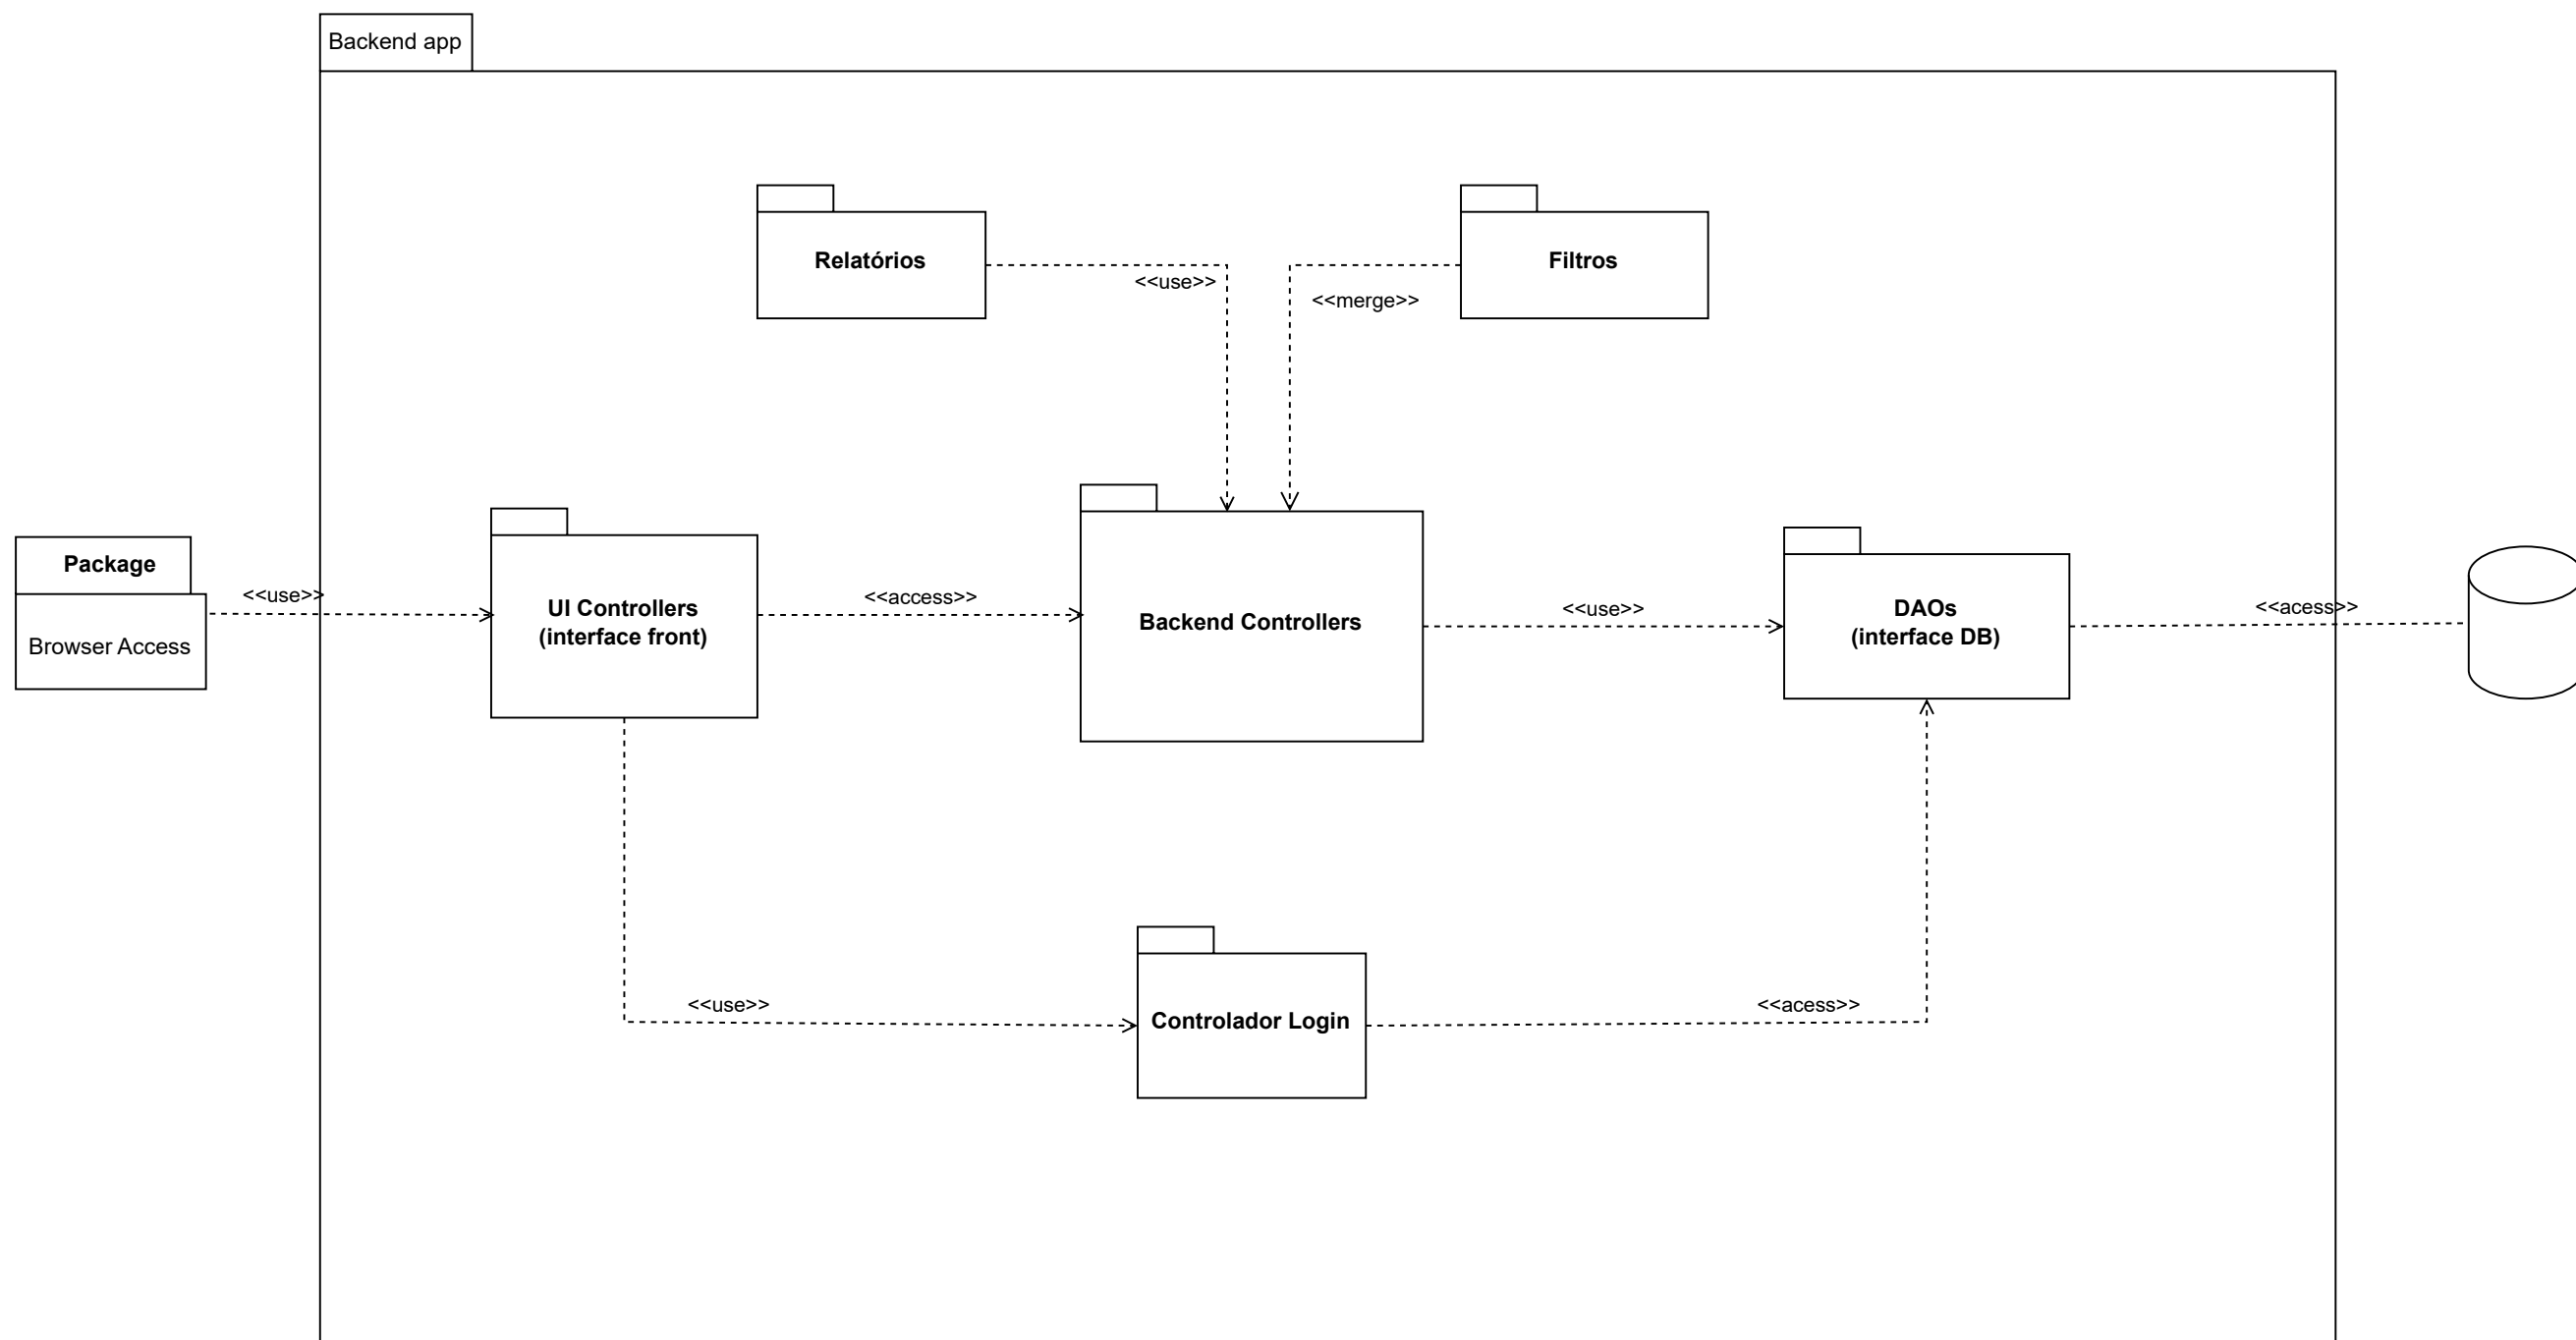 Backend app
Relatórios
<<use>>
Filtros
<<merge>>
Package
Browser Access
<<use>>
UI Controllers
(interface front)
<<access>>
Backend Controllers
<<use>>
DAOs
(interface DB)
<<acess>>
<<use>>
Controlador Login
<<acess>>